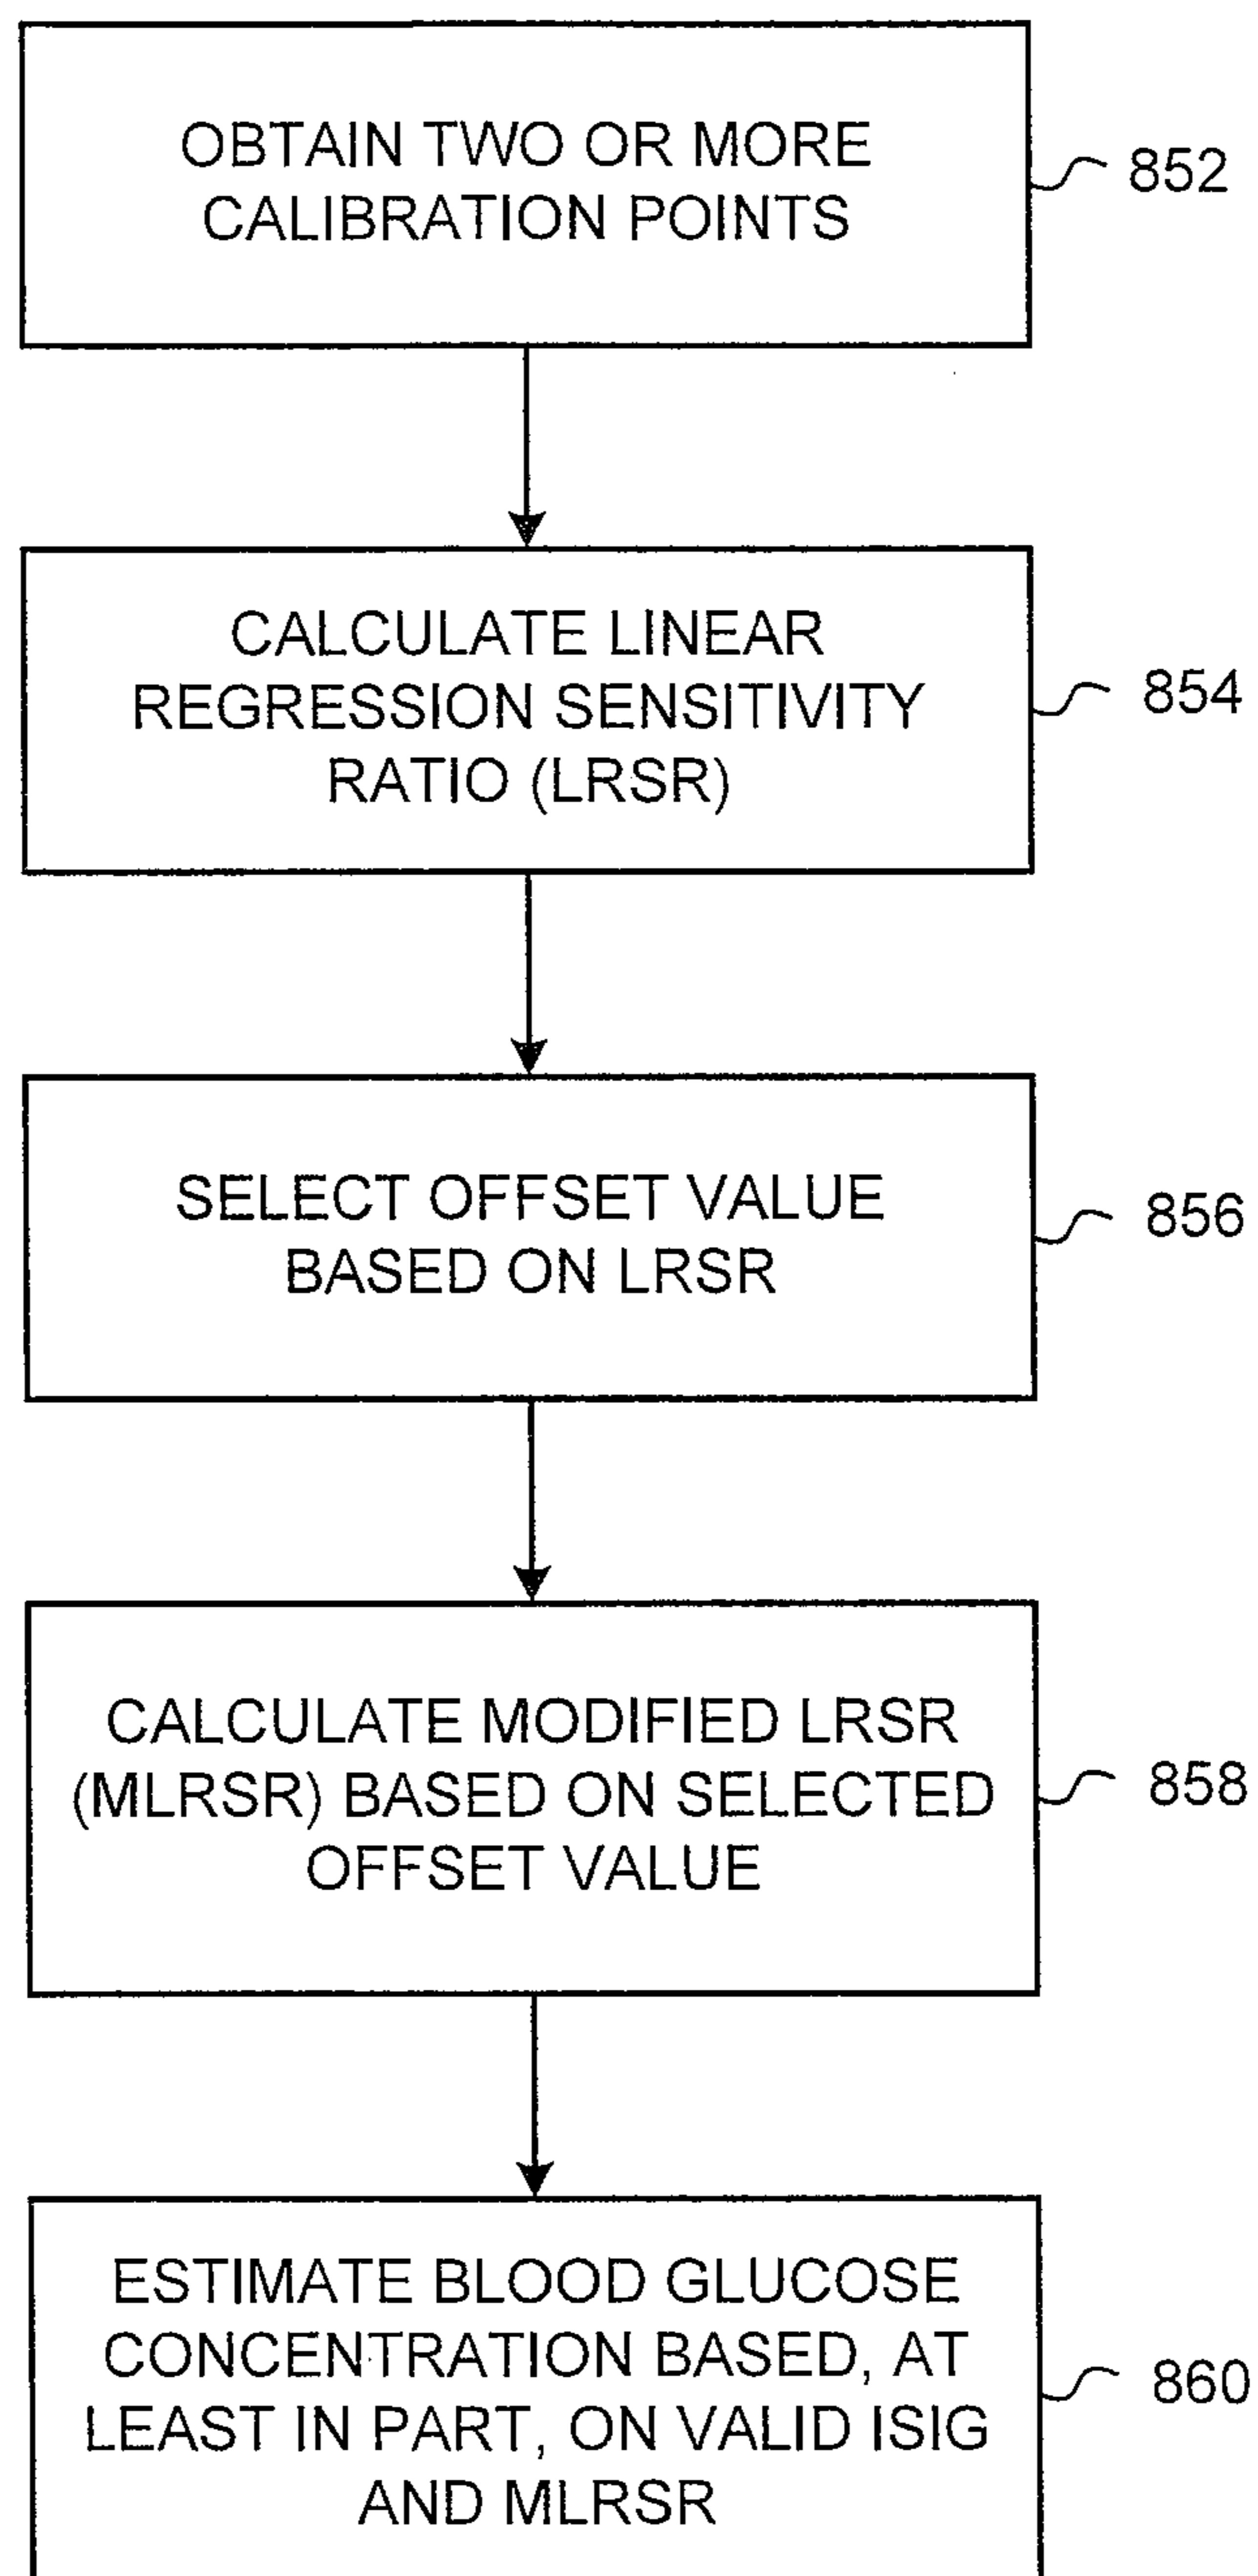 OBTAIN TWO OR MORE
CALIBRATION POINTS
852
CALCULATE LINEAR
REGRESSION SENSITIVITY
RATIO (LRSR)
854
SELECT OFFSET VALUE
BASED ON LRSR
856
CALCULATE MODIFIED LRSR
(MLRSR) BASED ON SELECTED
OFFSET VALUE
858
ESTIMATE BLOOD GLUCOSE
CONCENTRATION BASED, AT
LEAST IN PART, ON VALID ISIG
AND MLRSR
860